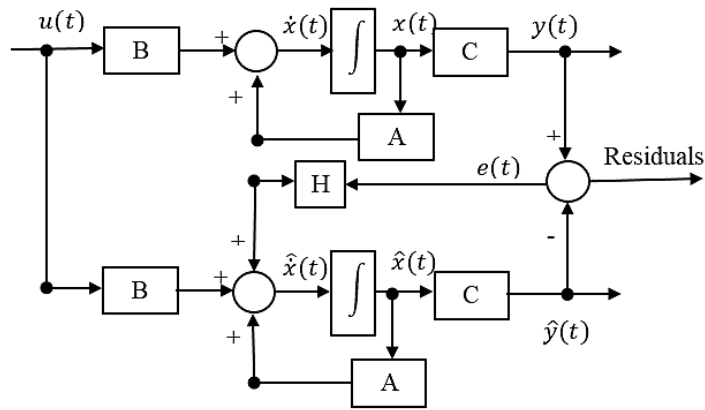 u(t)
B
+
ẋ(t)
∫
x(t)
C
y(t)
+
A
+
Residuals
H
e(t)
+
-
B
+
x̂̇(t)
∫
x̂(t)
C
ŷ(t)
+
A